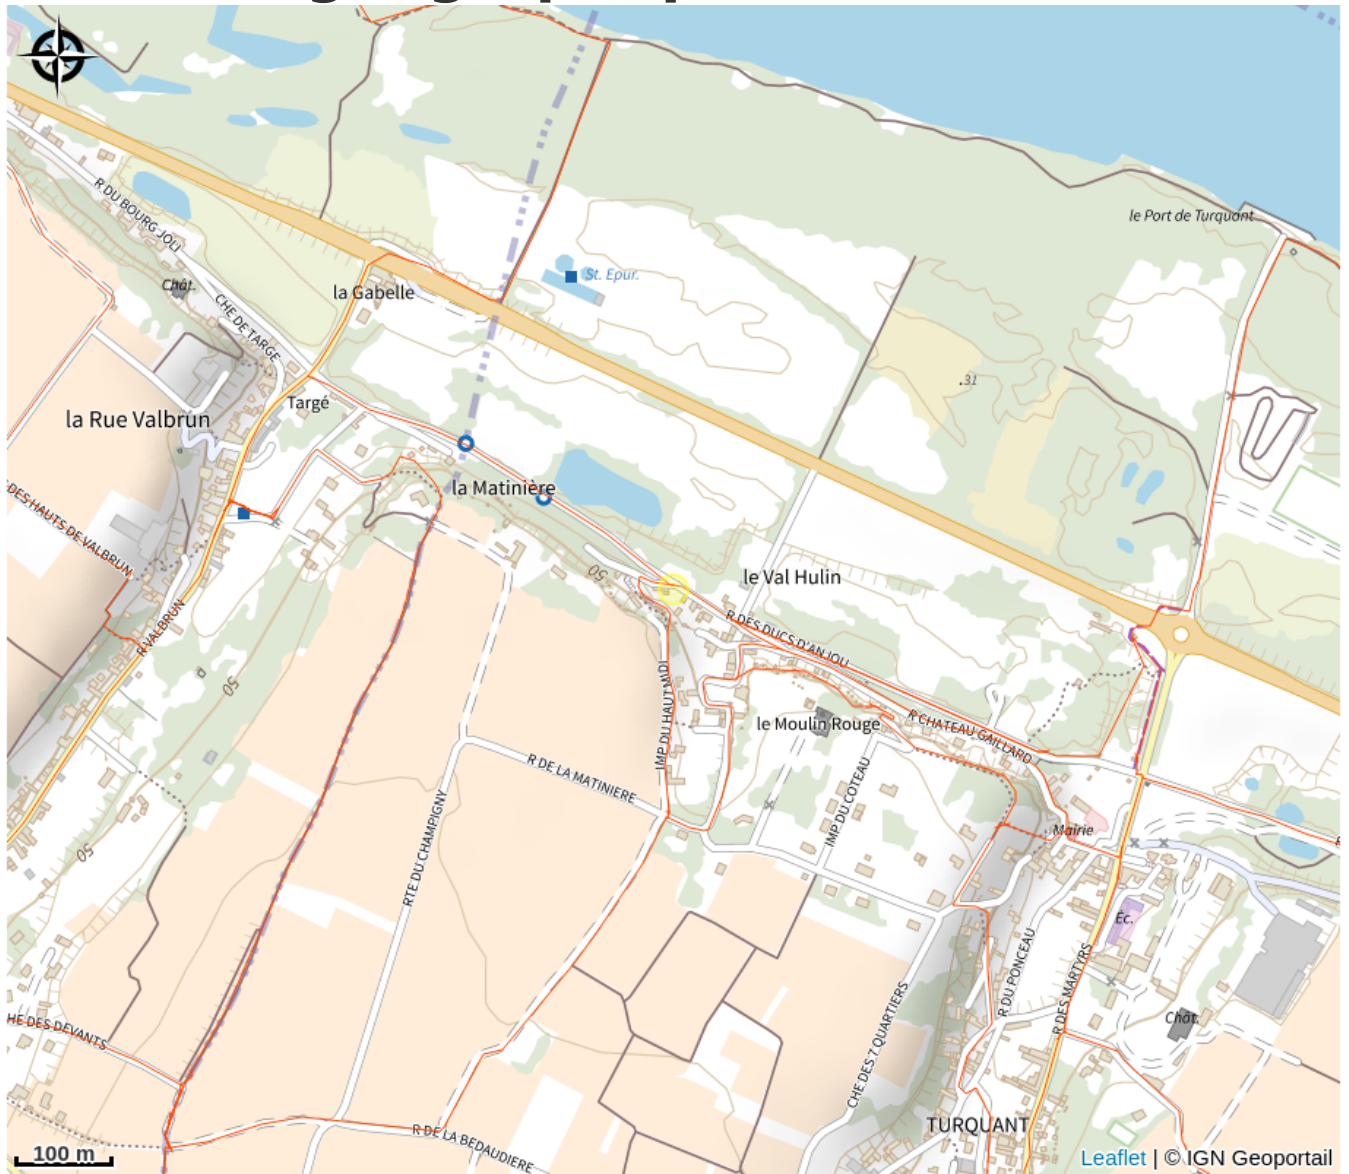 le Port de Turquant
R DU BOURG JOLI
St. Epur.
Chât.
la Gabelle
CHE DE TARGE
31
Targé
la Rue Valbrun
la Matinière
DES HAUTS DE VALBRUN
50
le Val Hulin
R VALBRUN
R DES DUCS D'ANJOU
50
IMP DU HAUT MIDI
le Moulin Rouge
R CHATEAU GAILLARD
R DE LA MATINIERE
IMP DU COTEAU
RTE DU CHAMPIGNY
Mairie
50
Éc.
R DU PONCEAU
R DES MARTYRS
CHE DES 7 QUARTIERS
Chât.
HE DES DEVANTS
TURQUANT
R DE LA BEDAUDIERE
100 m
Leaflet | © IGN Geoportail